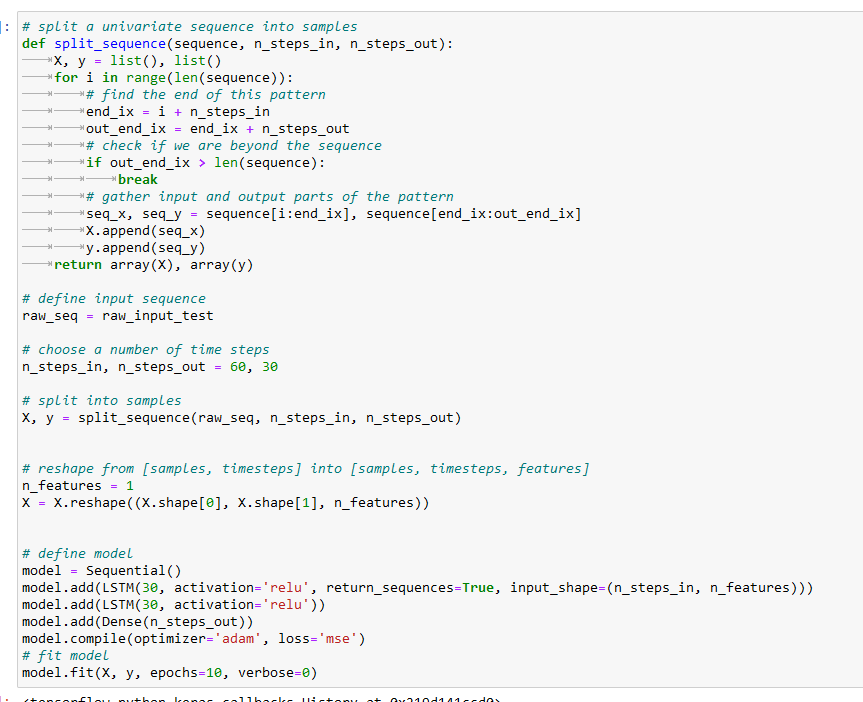 ]: # split a univariate sequence into samples
def split_sequence(sequence, n_steps_in, n_steps_out):
X, y = list(), list()
for i in range(len(sequence)):
# find the end of this pattern
end_ix = i + n_steps_in
out_end_ix = end_ix + n_steps_out
# check if we are beyond the sequence
if out_end_ix > len(sequence):
break
# gather input and output parts of the pattern
seq_x, seq_y = sequence[i:end_ix], sequence[end_ix:out_end_ix]
X.append(seq_x)
y.append(seq_y)
return array(X), array(y)
# define input sequence
raw_seq = raw_input_test
# choose a number of time steps
n_steps_in, n_steps_out = 60, 30
# split into samples
X, y = split_sequence(raw_seq, n_steps_in, n_steps_out)
# reshape from [samples, timesteps] into [samples, timesteps, features]
n_features = 1
X = X.reshape((X.shape[0], X.shape[1], n_features))
# define model
model = Sequential()
model.add(LSTM(30, activation='relu', return_sequences=True, input_shape=(n_steps_in, n_features)))
model.add(LSTM(30, activation='relu'))
model.add(Dense(n_steps_out))
model.compile(optimizer='adam', loss='mse')
# fit model
model.fit(X, y, epochs=10, verbose=0)
<tensorflow.python.keras.callbacks.History at